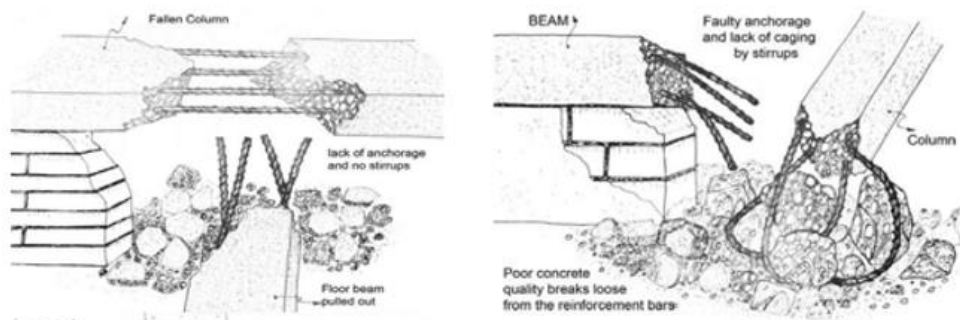 Fallen Column
lack of anchorage
and no stirrups
Floor beam
pulled out
BEAM
Faulty anchorage
and lack of caging
by stirrups
Column
Poor concrete
quality breaks loose
from the reinforcement bars